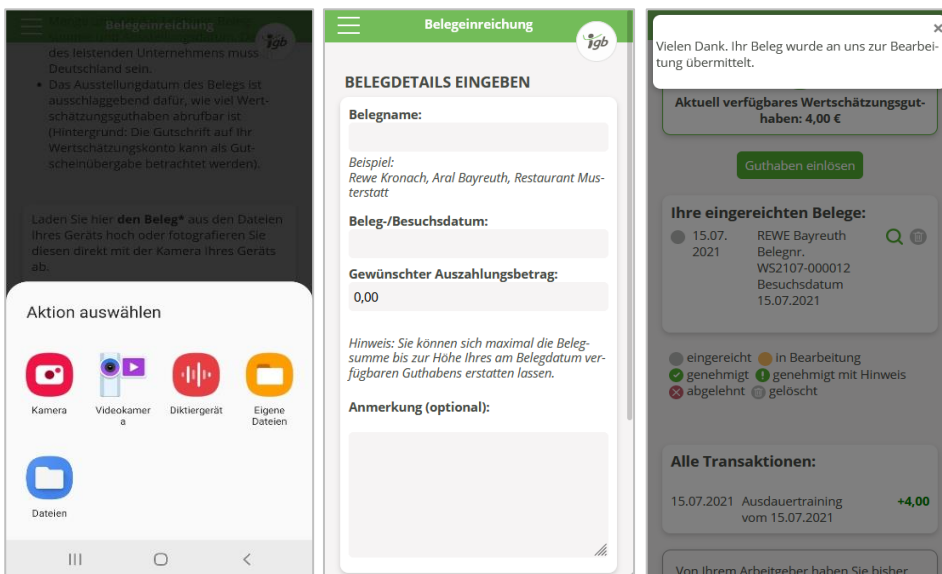 Belegeinreichung
igb
des leistenden Unternehmens muss
Deutschland sein.
• Das Ausstellungdatum des Belegs ist
ausschlaggebend dafür, wie viel Wert-
schätzungsguthaben abrufbar ist
(Hintergrund: Die Gutschrift auf Ihr
Wertschätzungskonto kann als Gut-
scheinübergabe betrachtet werden).
Laden Sie hier den Beleg* aus den Dateien
Ihres Geräts hoch oder fotografieren Sie
diesen direkt mit der Kamera Ihres Geräts
ab.
Aktion auswählen
Kamera
Videokamer
a
Diktiergerät
Eigene
Dateien
Dateien
Belegeinreichung
igb
BELEGDETAILS EINGEBEN
Belegname:
Beispiel:
Rewe Kronach, Aral Bayreuth, Restaurant Mus-
terstatt
Beleg-/Besuchsdatum:
Gewünschter Auszahlungsbetrag:
0,00
Hinweis: Sie können sich maximal die Beleg-
summe bis zur Höhe Ihres am Belegdatum ver-
fügbaren Guthabens erstatten lassen.
Anmerkung (optional):
×
Vielen Dank. Ihr Beleg wurde an uns zur Bearbei-
tung übermittelt.
Aktuell verfügbares Wertschätzungsgut-
haben: 4,00 €
Guthaben einlösen
Ihre eingereichten Belege:
15.07.
2021
REWE Bayreuth
Belegnr.
WS2107-000012
Besuchsdatum
15.07.2021
eingereicht in Bearbeitung
genehmigt genehmigt mit Hinweis
abgelehnt gelöscht
Alle Transaktionen:
15.07.2021 Ausdauertraining +4,00
vom 15.07.2021
Von Ihrem Arbeitgeber haben Sie bisher